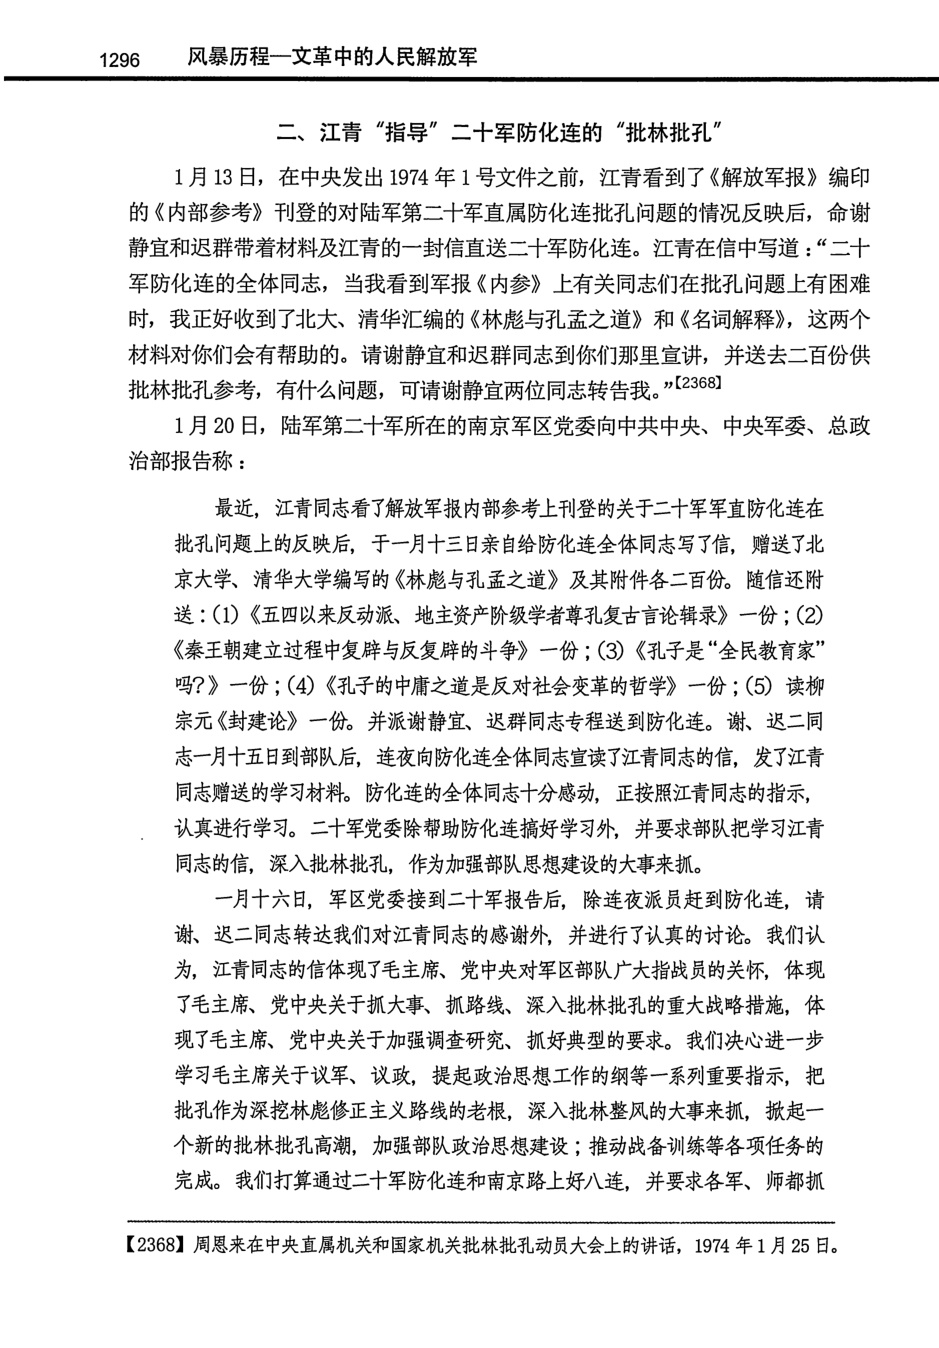 1296 风暴历程—文革中的人民解放军
二、江青“指导”二十军防化连的“批林批孔”
1月13日，在中央发出1974年1号文件之前，江青看到了《解放军报》编印
的《内部参考》刊登的对陆军第二十军直属防化连批孔问题的情况反映后，命谢
静宜和迟群带着材料及江青的一封信直送二十军防化连。江青在信中写道：“二十
军防化连的全体同志，当我看到军报《内参》上有关同志们在批孔问题上有困难
时，我正好收到了北大、清华汇编的《林彪与孔孟之道》和《名词解释》，这两个
材料对你们会有帮助的。请谢静宜和迟群同志到你们那里宣讲，并送去二百份供
批林批孔参考，有什么问题，可请谢静宜两位同志转告我。”【2368】
1月20日，陆军第二十军所在的南京军区党委向中共中央、中央军委、总政
治部报告称：
最近，江青同志看了解放军报内部参考上刊登的关于二十军军直防化连在
批孔问题上的反映后，于一月十三日亲自给防化连全体同志写了信，赠送了北
京大学、清华大学编写的《林彪与孔孟之道》及其附件各二百份。随信还附
送：(1)《五四以来反动派、地主资产阶级学者尊孔复古言论辑录》一份；(2)
《秦王朝建立过程中复辟与反复辟的斗争》一份；(3)《孔子是“全民教育家”
吗？》一份；(4)《孔子的中庸之道是反对社会变革的哲学》一份；(5) 读柳
宗元《封建论》一份。并派谢静宜、迟群同志专程送到防化连。谢、迟二同
志一月十五日到部队后，连夜向防化连全体同志宣读了江青同志的信，发了江青
同志赠送的学习材料。防化连的全体同志十分感动，正按照江青同志的指示，
认真进行学习。二十军党委除帮助防化连搞好学习外，并要求部队把学习江青
同志的信，深入批林批孔，作为加强部队思想建设的大事来抓。
一月十六日，军区党委接到二十军报告后，除连夜派员赶到防化连，请
谢、迟二同志转达我们对江青同志的感谢外，并进行了认真的讨论。我们认
为，江青同志的信体现了毛主席、党中央对军区部队广大指战员的关怀，体现
了毛主席、党中央关于抓大事、抓路线、深入批林批孔的重大战略措施，体
现了毛主席、党中央关于加强调查研究、抓好典型的要求。我们决心进一步
学习毛主席关于议军、议政，提起政治思想工作的纲等一系列重要指示，把
批孔作为深挖林彪修正主义路线的老根，深入批林整风的大事来抓，掀起一
个新的批林批孔高潮，加强部队政治思想建设；推动战备训练等各项任务的
完成。我们打算通过二十军防化连和南京路上好八连，并要求各军、师都抓
【2368】周恩来在中央直属机关和国家机关批林批孔动员大会上的讲话，1974年1月25日。